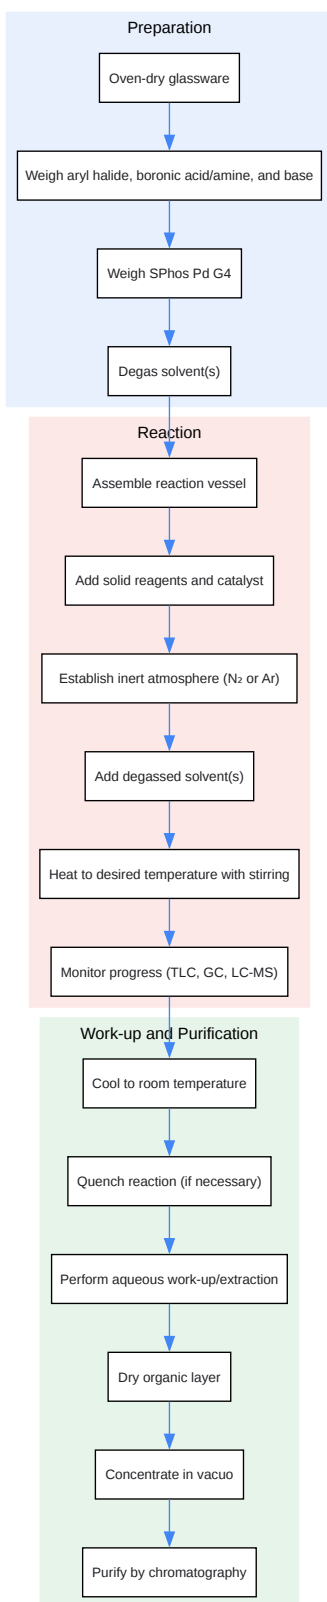 Preparation
Oven-dry glassware
Weigh aryl halide, boronic acid/amine, and base
Weigh SPhos Pd G4
Degas solvent(s)
Reaction
Assemble reaction vessel
Add solid reagents and catalyst
Establish inert atmosphere (N₂ or Ar)
Add degassed solvent(s)
Heat to desired temperature with stirring
Monitor progress (TLC, GC, LC-MS)
Work-up and Purification
Cool to room temperature
Quench reaction (if necessary)
Perform aqueous work-up/extraction
Dry organic layer
Concentrate in vacuo
Purify by chromatography